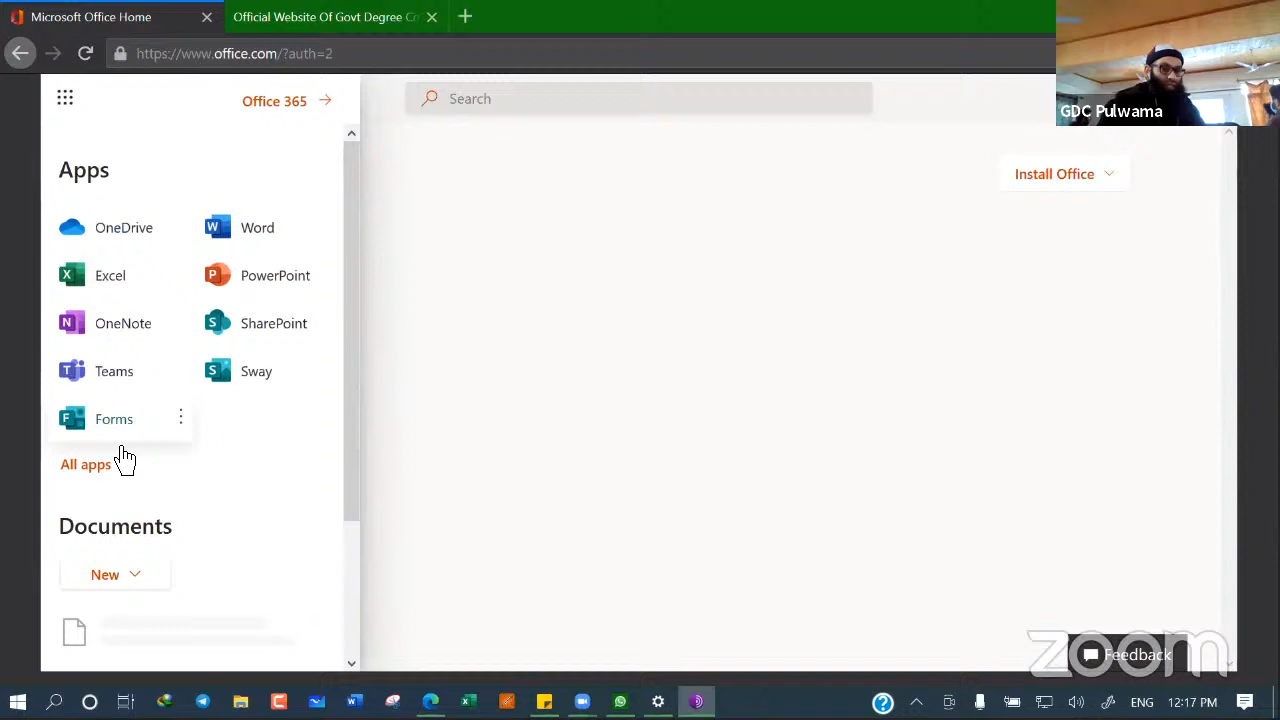 Microsoft Office Home
Official Website Of Govt Degree Co
https://www.office.com/?auth=2
GDC Pulwama
Office 365
Search
Apps
Install Office
OneDrive
Word
Excel
PowerPoint
OneNote
SharePoint
Teams
Sway
Forms
All apps
Documents
New
zoom
Feedback
ENG
12:17 PM